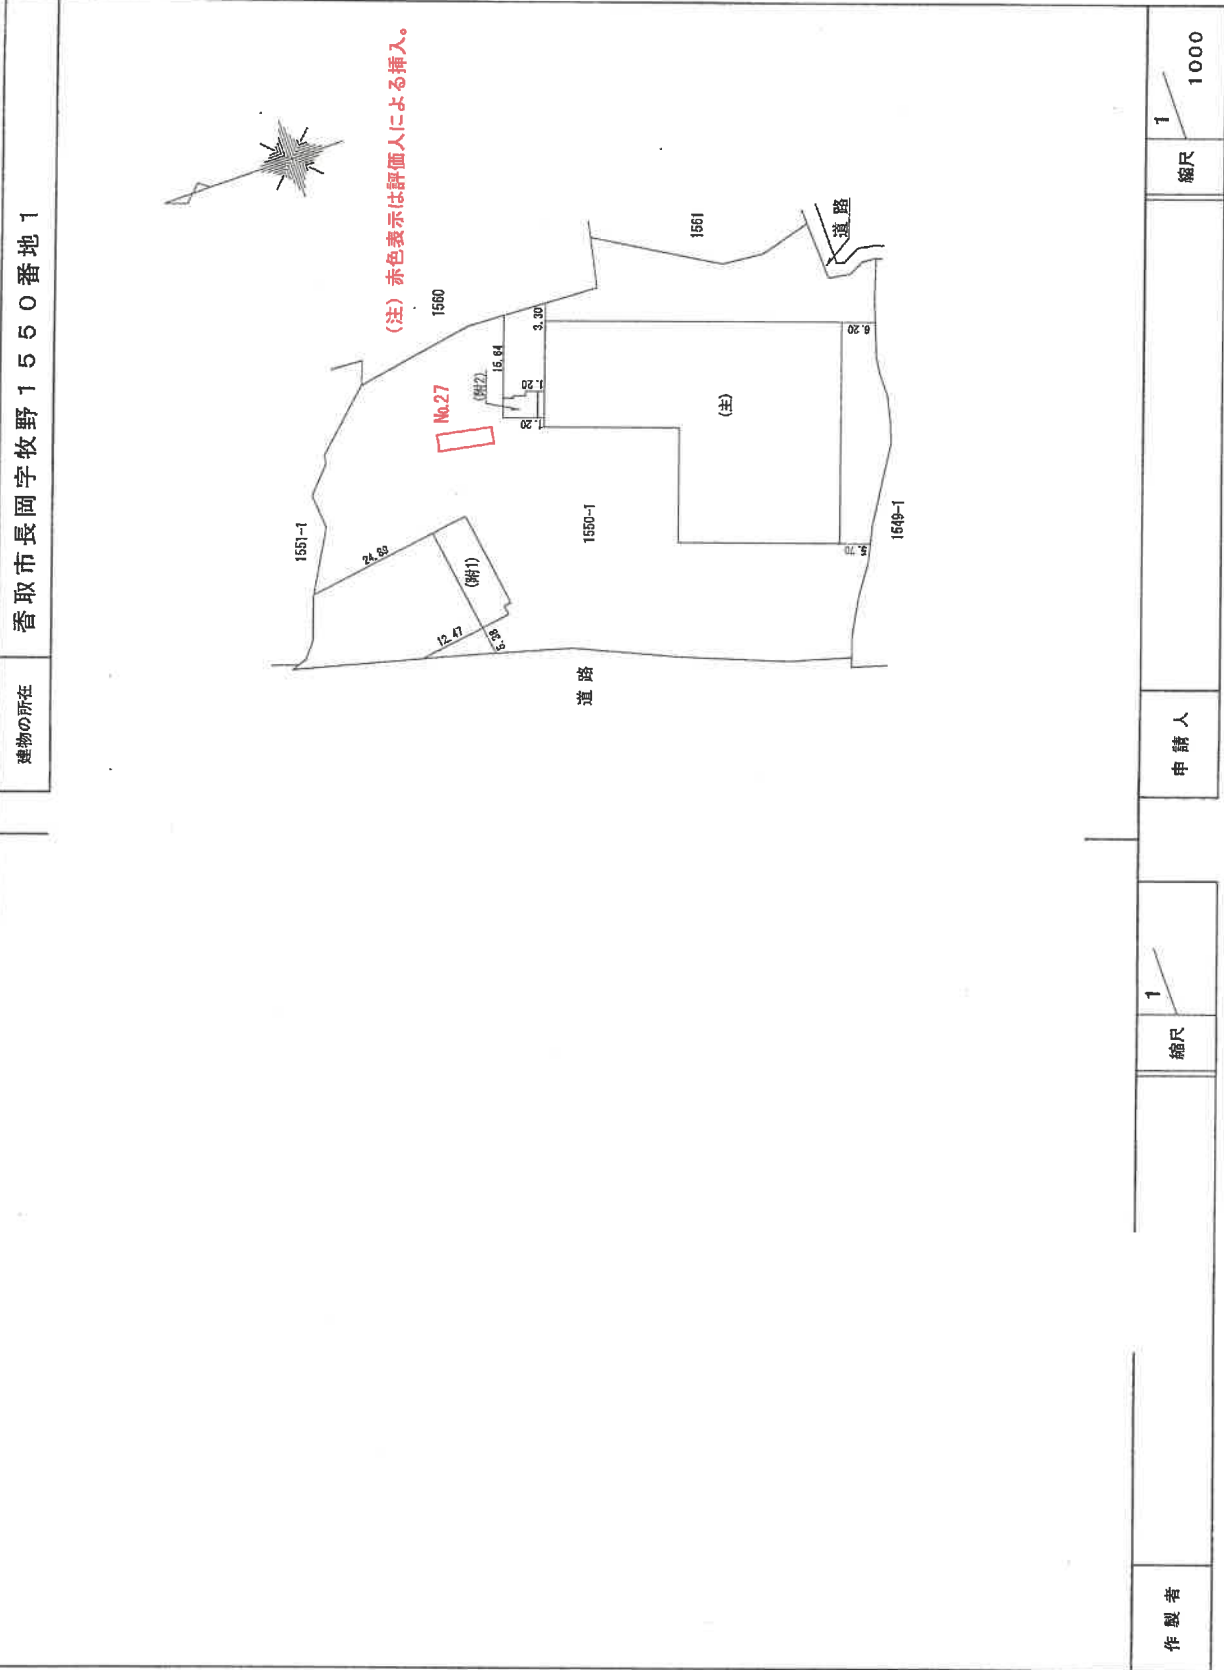 建物の所在
香取市長岡字牧野1550番地1
(注)赤色表示は評価人による挿入。
1560
1551-1
No.27
(附2)
15.64
3.30
1.20
1.20
1561
道路
24.89
(附1)
12.47
5.38
1550-1
(主)
6.20
5.70
1549-1
道路
作製者
縮尺
1
申請人
縮尺
1
1000